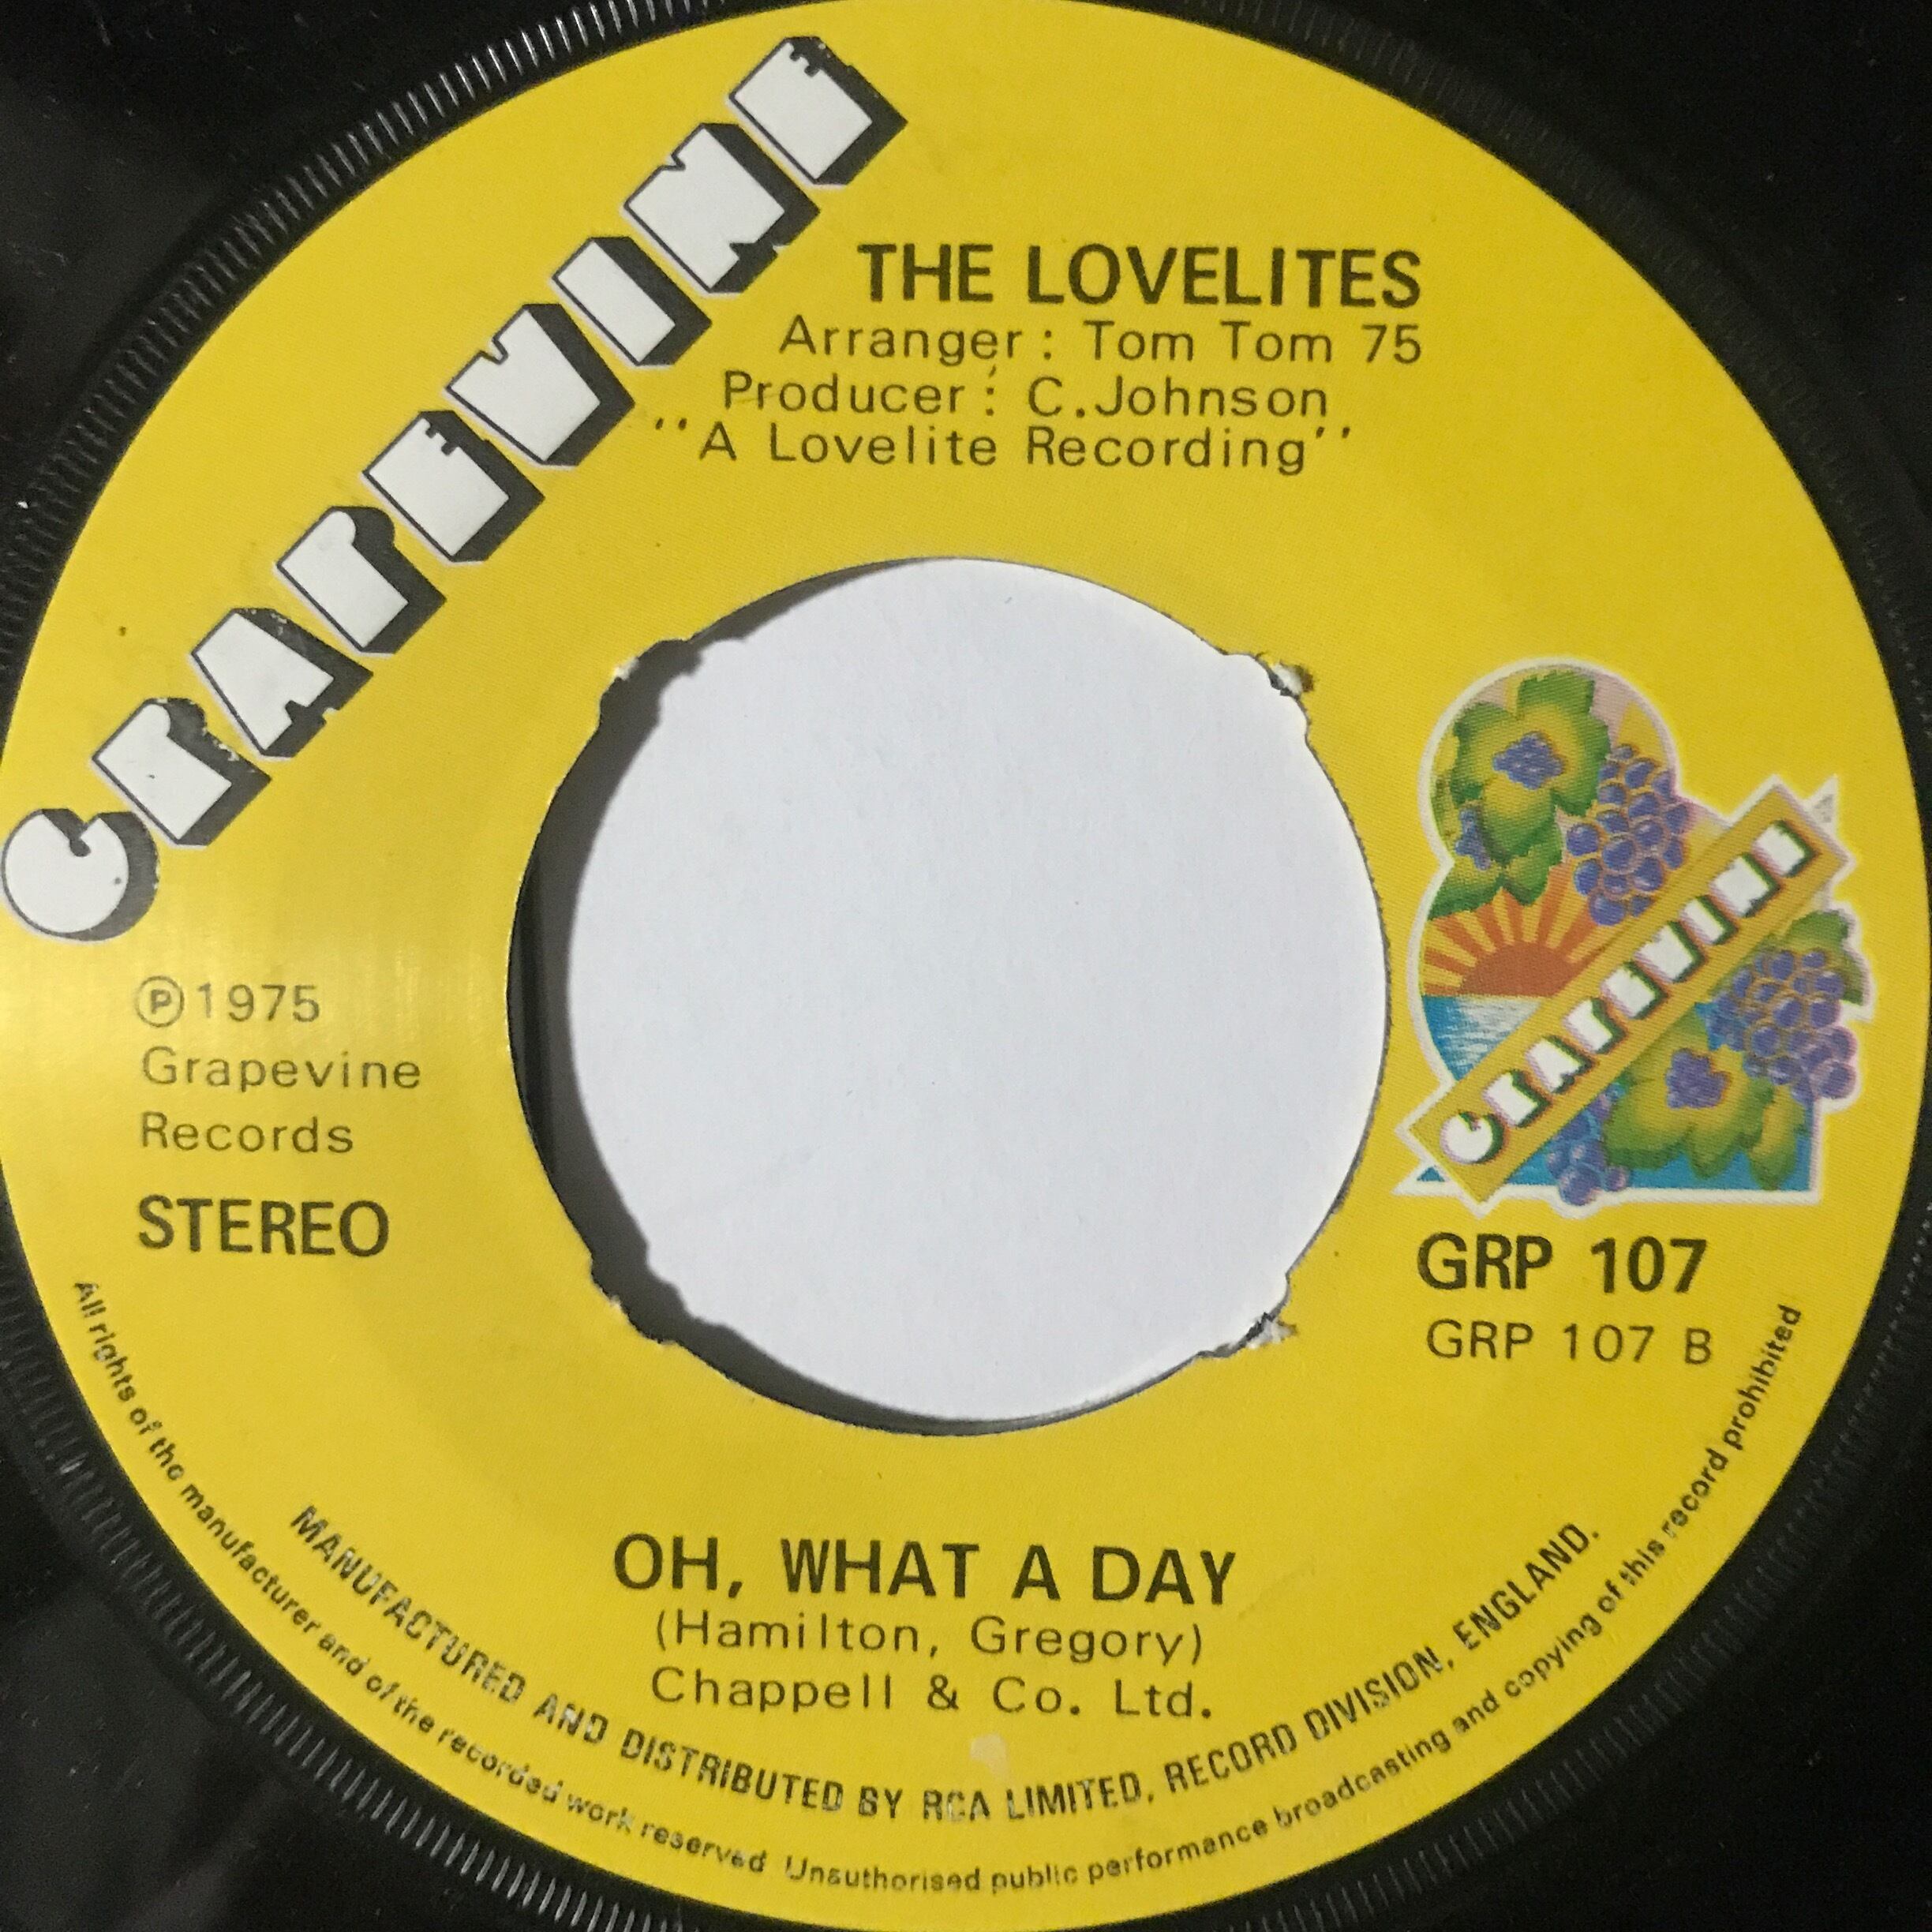 GRAPEVINE
THE LOVELITES
Arranger : Tom Tom 75
Producer : C.Johnson
''A Lovelite Recording''
GRAPEVINE
℗1975
Grapevine
Records
STEREO
GRP 107
GRP 107 B
OH, WHAT A DAY
(Hamilton, Gregory)
Chappell & Co. Ltd.
MANUFACTURED AND DISTRIBUTED BY RCA LIMITED, RECORD DIVISION, ENGLAND.
All rights of the manufacturer and of the recorded work reserved Unauthorised public performance broadcasting and copying of this record prohibited